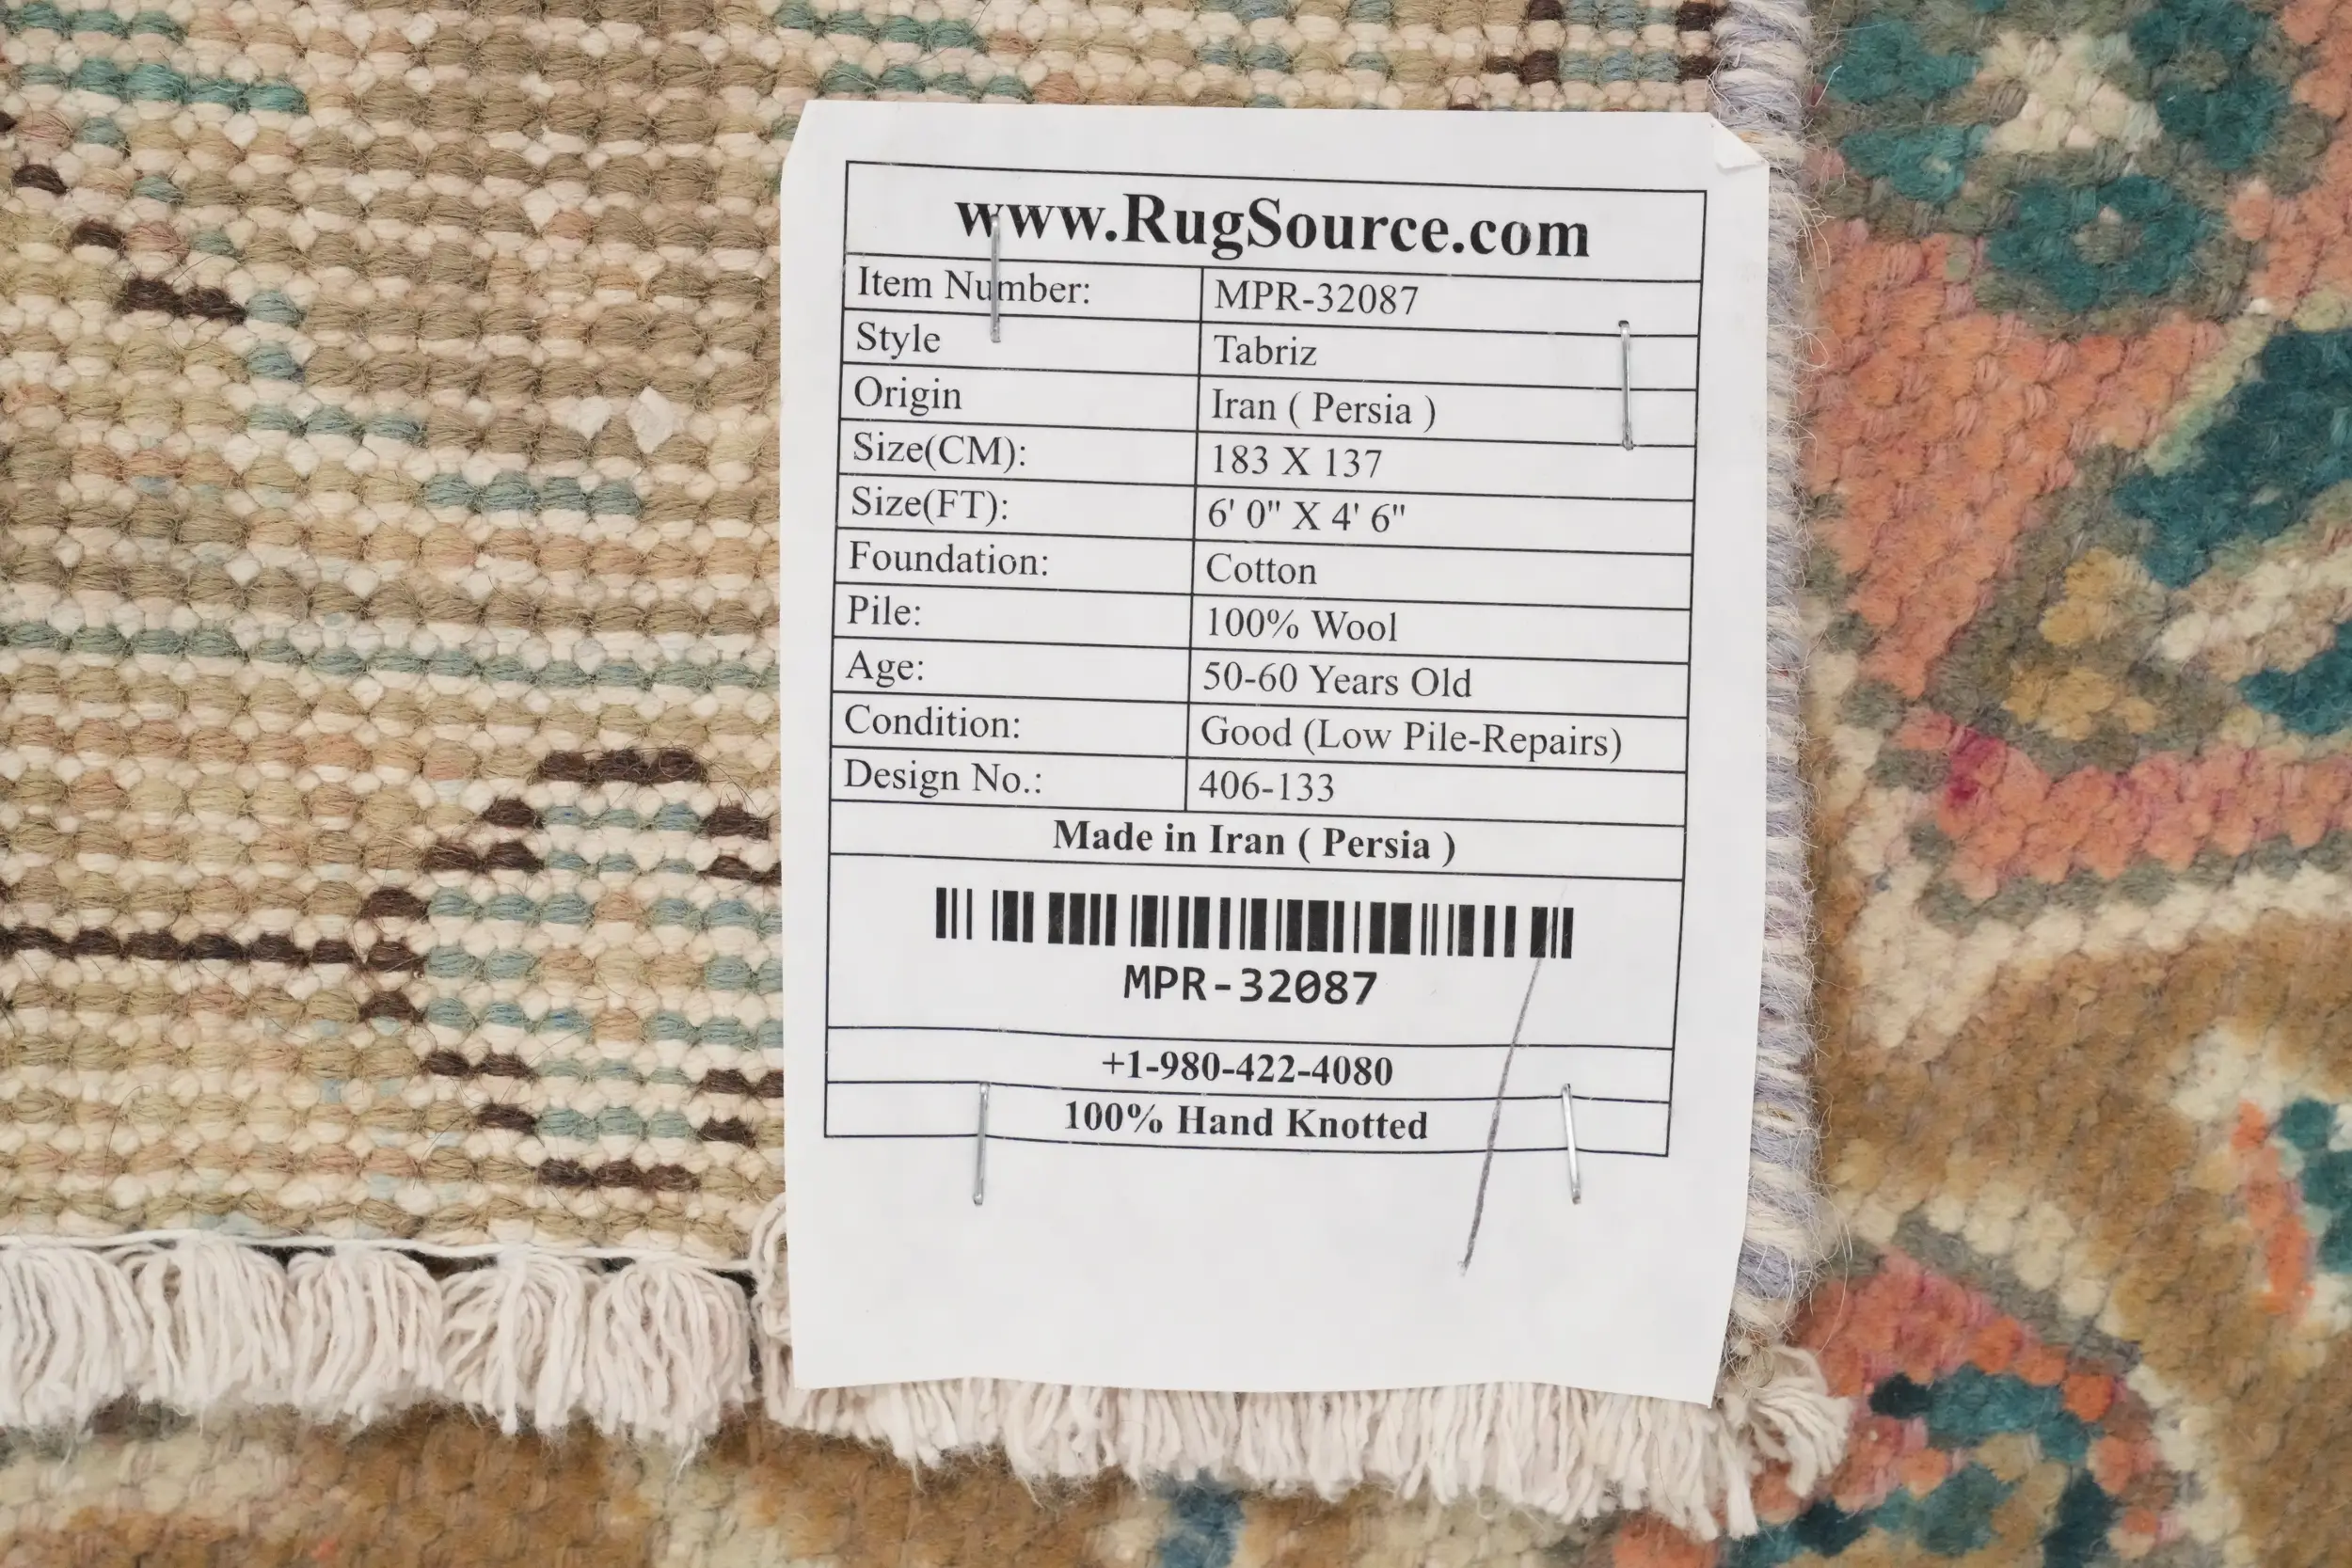 www.RugSource.com
Item Number: MPR-32087
Style Tabriz
Origin Iran ( Persia )
Size(CM): 183 X 137
Size(FT): 6' 0" X 4' 6"
Foundation: Cotton
Pile: 100% Wool
Age: 50-60 Years Old
Condition: Good (Low Pile-Repairs)
Design No.: 406-133
Made in Iran ( Persia )
MPR-32087
+1-980-422-4080
100% Hand Knotted